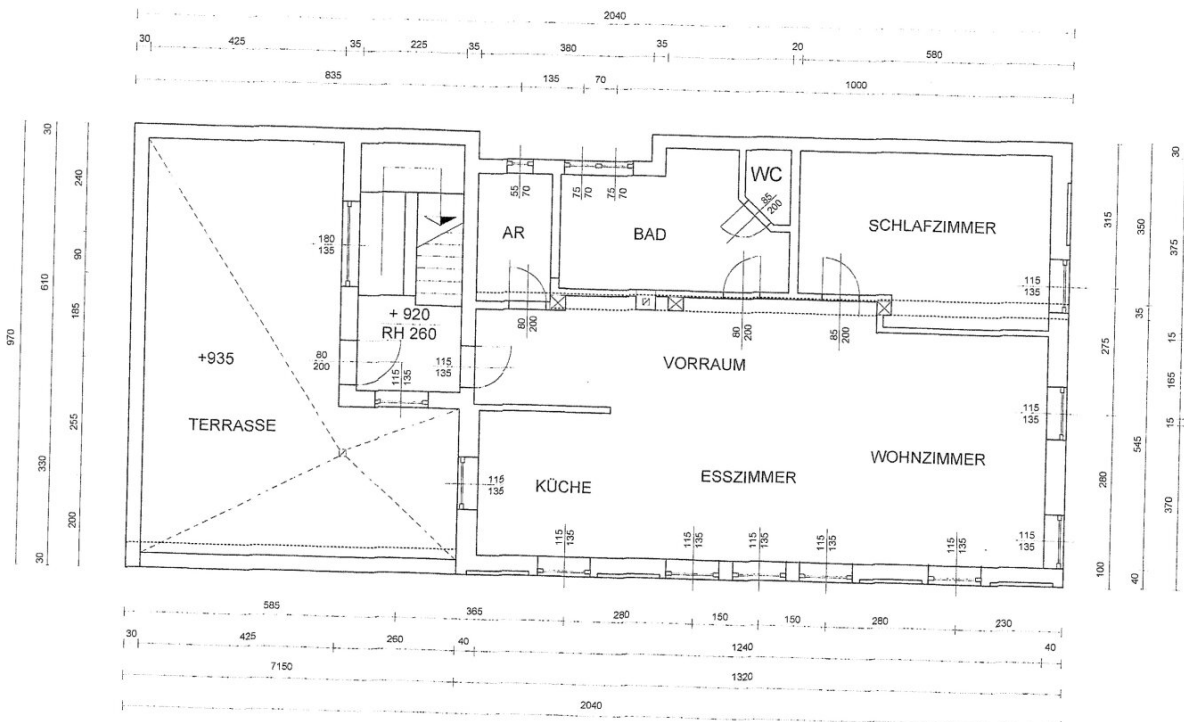 2040
30 425 35 225 35 380 35 20 580
835 135 70 1000
30 240 90 185 255 200 30
610 330
970
315 275 280 100
350 35 545 40
30 375 15 165 15 370
55
70
75
70
75
70
WC
85
200
AR
BAD
SCHLAFZIMMER
180
135
115
135
+ 920
RH 260
80
200
80
200
85
200
+935
80
200
115
135
115
135
VORRAUM
115
135
TERRASSE
115
135
KÜCHE
ESSZIMMER
WOHNZIMMER
115
135
115
135
115
135
115
135
115
135
115
135
585 365 280 150 150 280 230
30 425 260 40 1240 40
7150 1320
2040